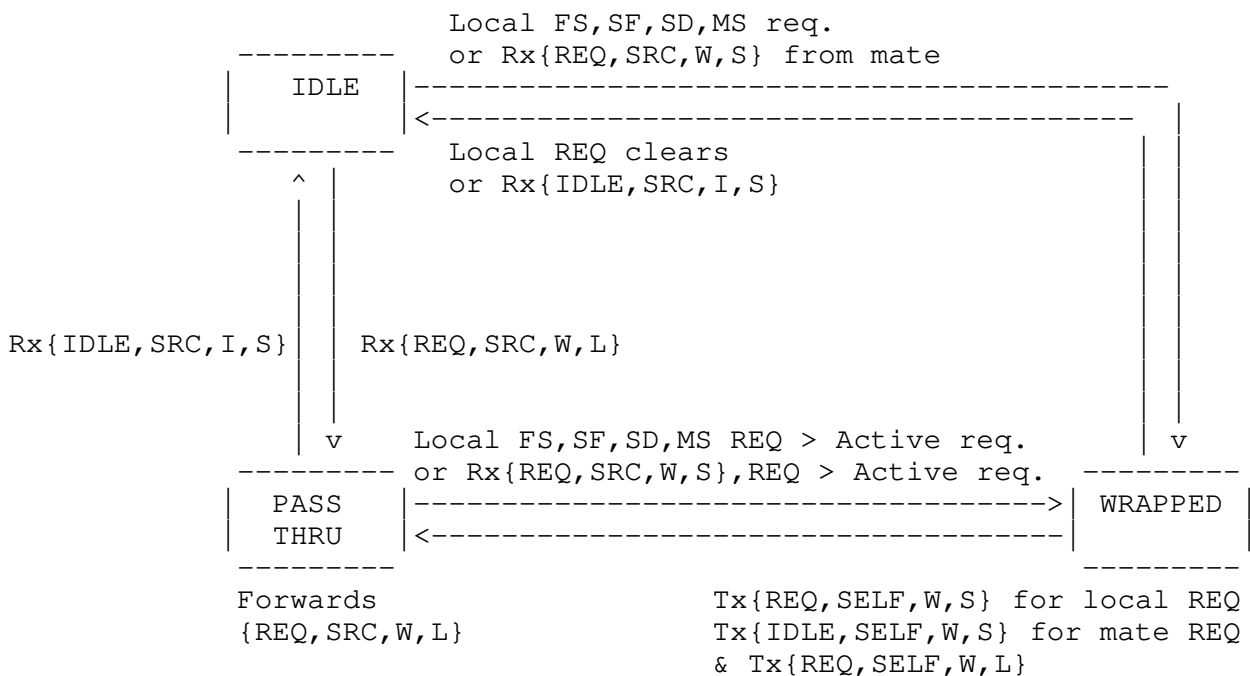 Local FS,SF,SD,MS req.
or Rx{REQ,SRC,W,S} from mate
IDLE
Local REQ clears
or Rx{IDLE,SRC,I,S}
Rx{IDLE,SRC,I,S} Rx{REQ,SRC,W,L}
v Local FS,SF,SD,MS REQ > Active req. v
or Rx{REQ,SRC,W,S},REQ > Active req.
PASS WRAPPED
THRU
Forwards Tx{REQ,SELF,W,S} for local REQ
{REQ,SRC,W,L} Tx{IDLE,SELF,W,S} for mate REQ
& Tx{REQ,SELF,W,L}